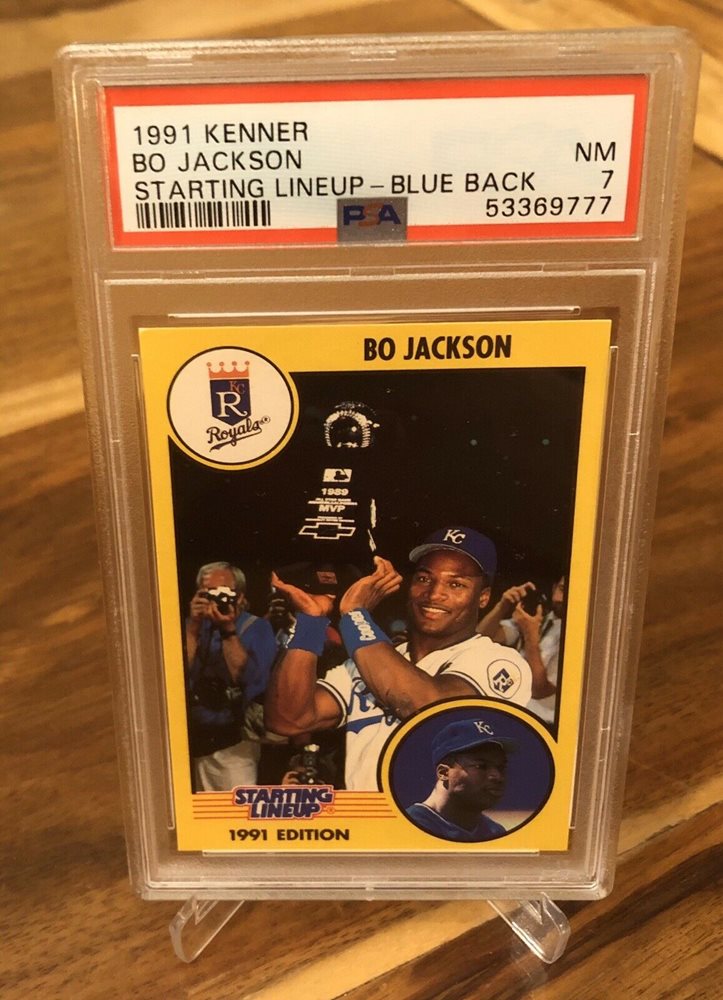 1991 KENNER
BO JACKSON NM
STARTING LINEUP - BLUE BACK 7
PSA 53369777
BO JACKSON
KC
R
Royals
1989
MVP
KC
Royals
KC
STARTING
LINEUP
1991 EDITION